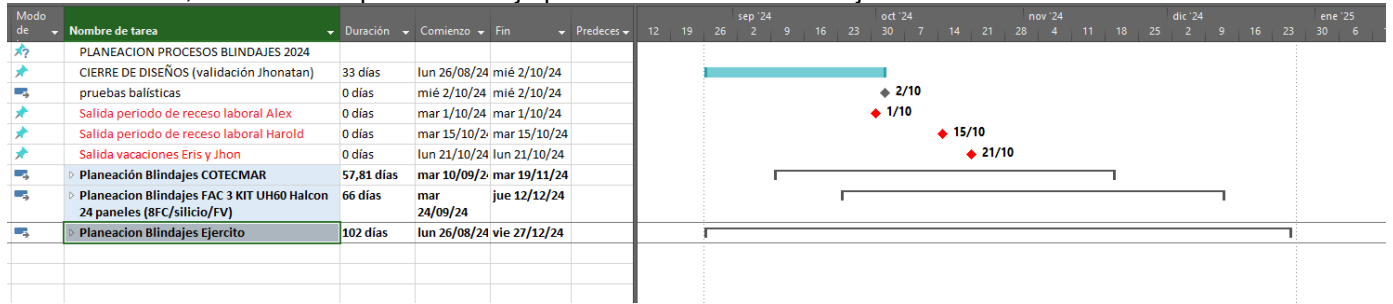 Modo de
Nombre de tarea Duración Comienzo Fin Predeces
sep '24 oct '24 nov '24 dic '24 ene '25
12 19 26 2 9 16 23 30 7 14 21 28 4 11 18 25 2 9 16 23 30 6
PLANEACION PROCESOS BLINDAJES 2024
CIERRE DE DISEÑOS (validación Jhonatan) 33 días lun 26/08/24 mié 2/10/24
pruebas balísticas 0 días mié 2/10/24 mié 2/10/24 2/10
Salida periodo de receso laboral Alex 0 días mar 1/10/24 mar 1/10/24 1/10
Salida periodo de receso laboral Harold 0 días mar 15/10/2 mar 15/10/24 15/10
Salida vacaciones Eris y Jhon 0 días lun 21/10/24 lun 21/10/24 21/10
Planeación Blindajes COTECMAR 57,81 días mar 10/09/2 mar 19/11/24
Planeacion Blindajes FAC 3 KIT UH60 Halcon 66 días mar jue 12/12/24
24 paneles (8FC/silicio/FV) 24/09/24
Planeacion Blindajes Ejercito 102 días lun 26/08/24 vie 27/12/24